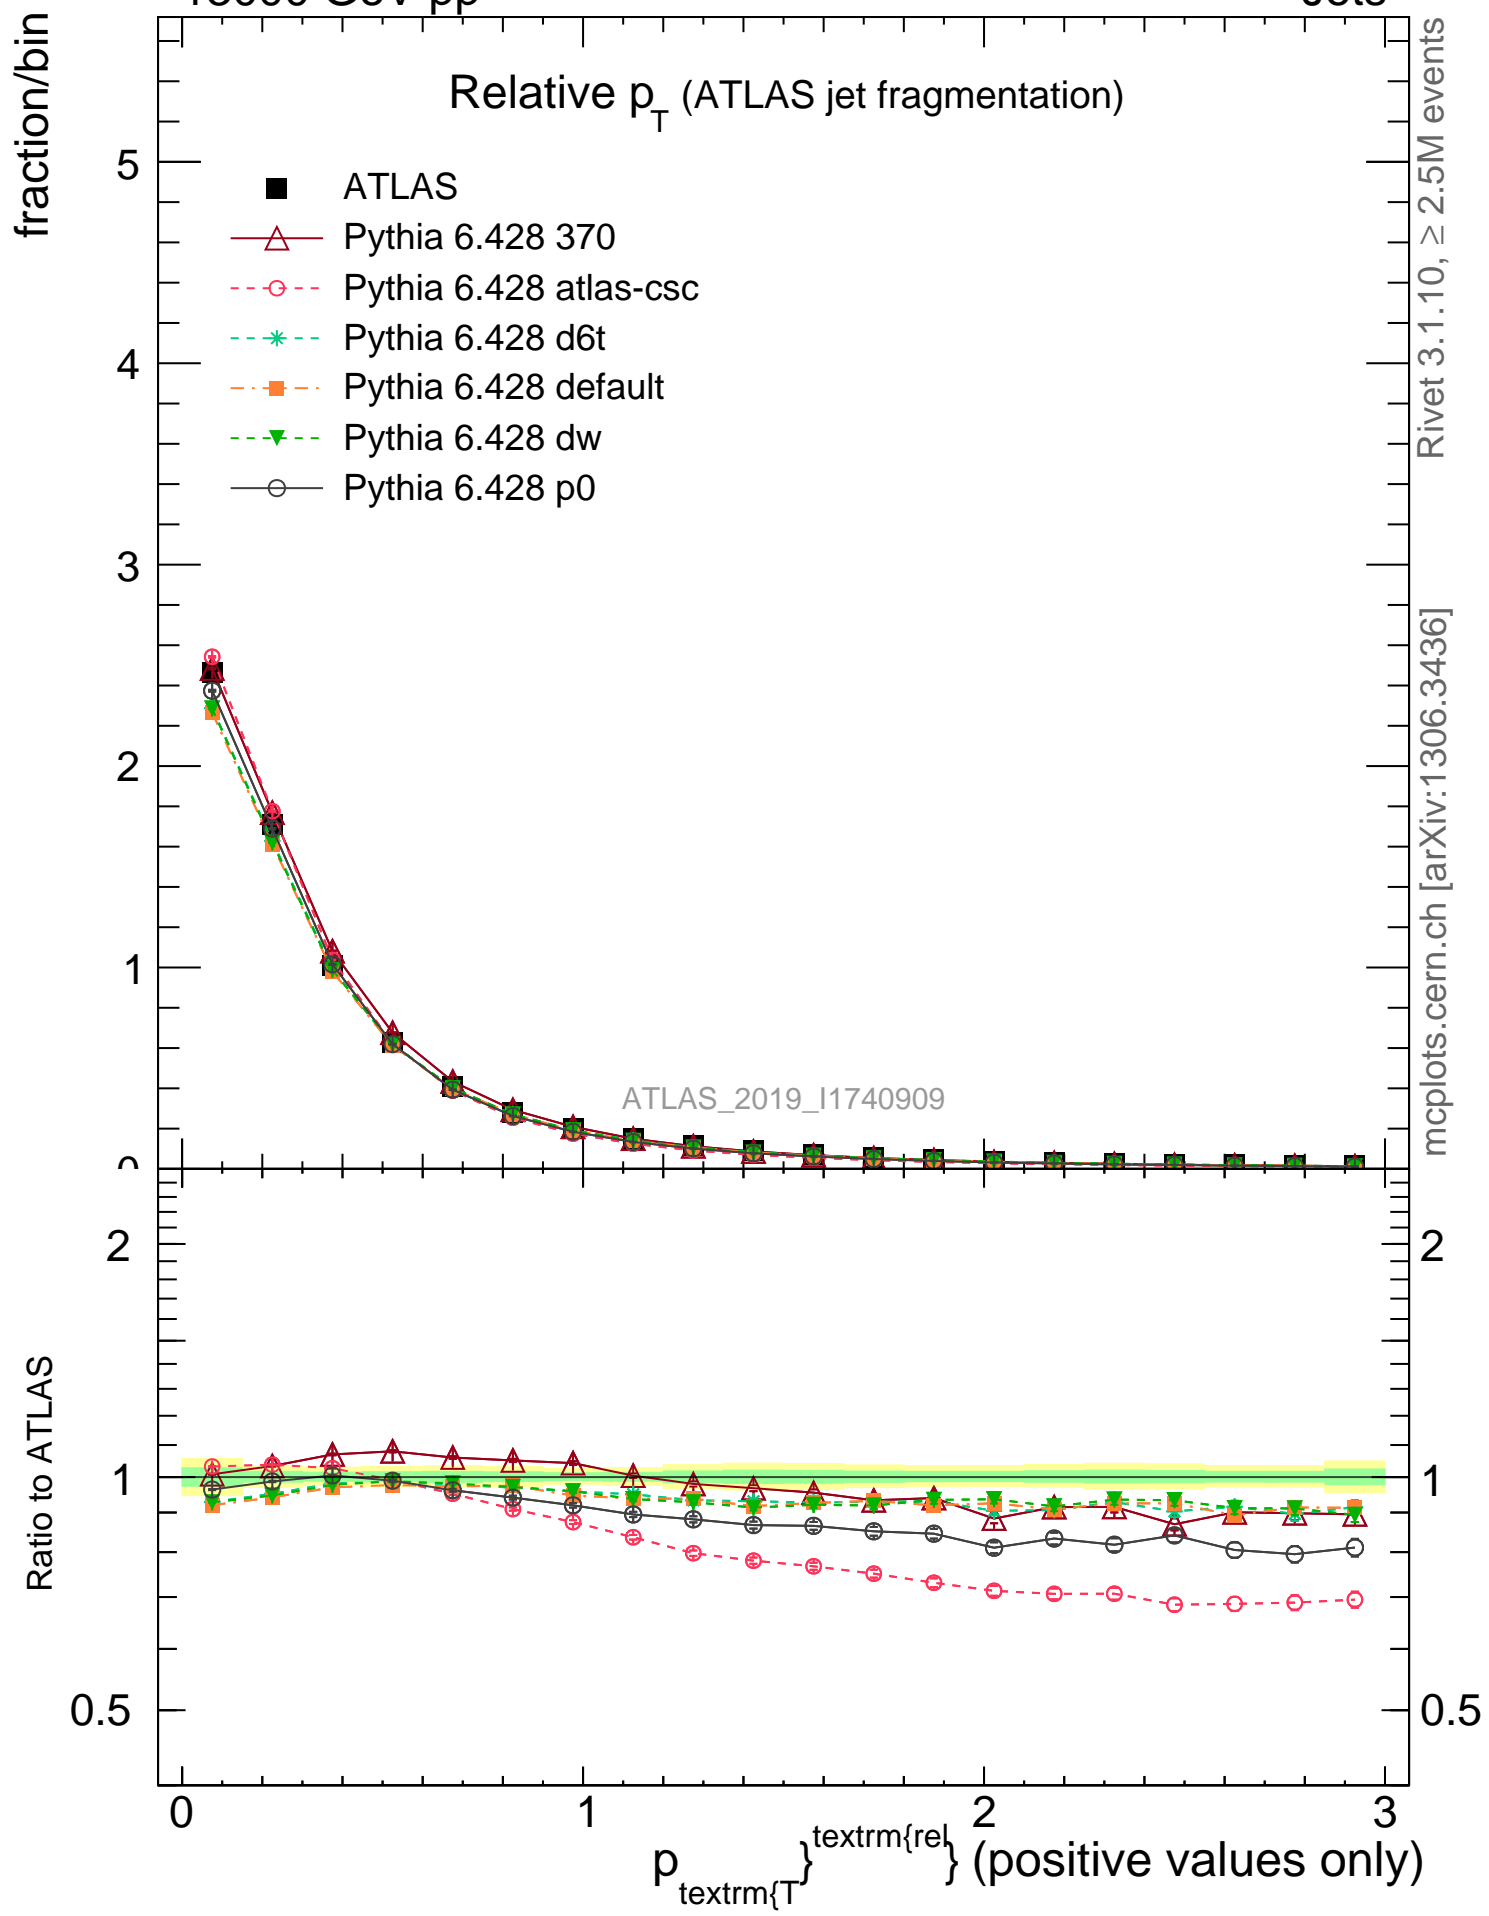 fraction/bin
Relative pT (ATLAS jet fragmentation)
ATLAS
Pythia 6.428 370
Pythia 6.428 atlas-csc
Pythia 6.428 d6t
Pythia 6.428 default
Pythia 6.428 dw
Pythia 6.428 p0
5
4
3
2
1
ATLAS_2019_I1740909
Rivet 3.1.10, ≥ 2.5M events
mcplots.cern.ch [arXiv:1306.3436]
Ratio to ATLAS
2
1
0.5
2
1
0.5
0 1 2 3
p textrm{T} textrm{rel} (positive values only)